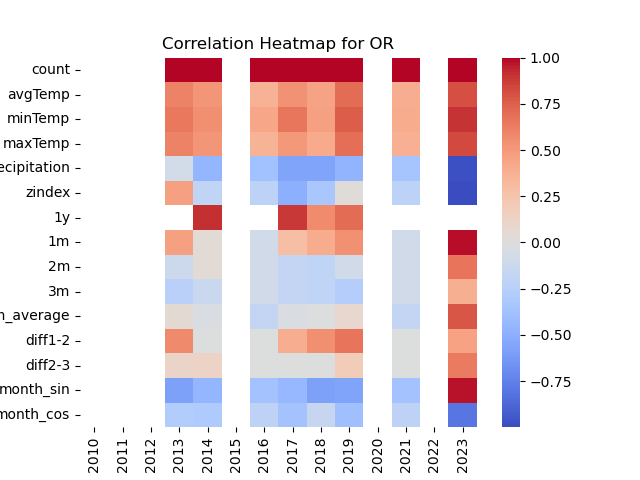 Correlation Heatmap for OR
count
avgTemp
minTemp
maxTemp
ecipitation
zindex
1y
1m
2m
3m
n_average
diff1-2
diff2-3
month_sin
month_cos
2010 2011 2012 2013 2014 2015 2016 2017 2018 2019 2020 2021 2022 2023
1.00
0.75
0.50
0.25
0.00
−0.25
−0.50
−0.75